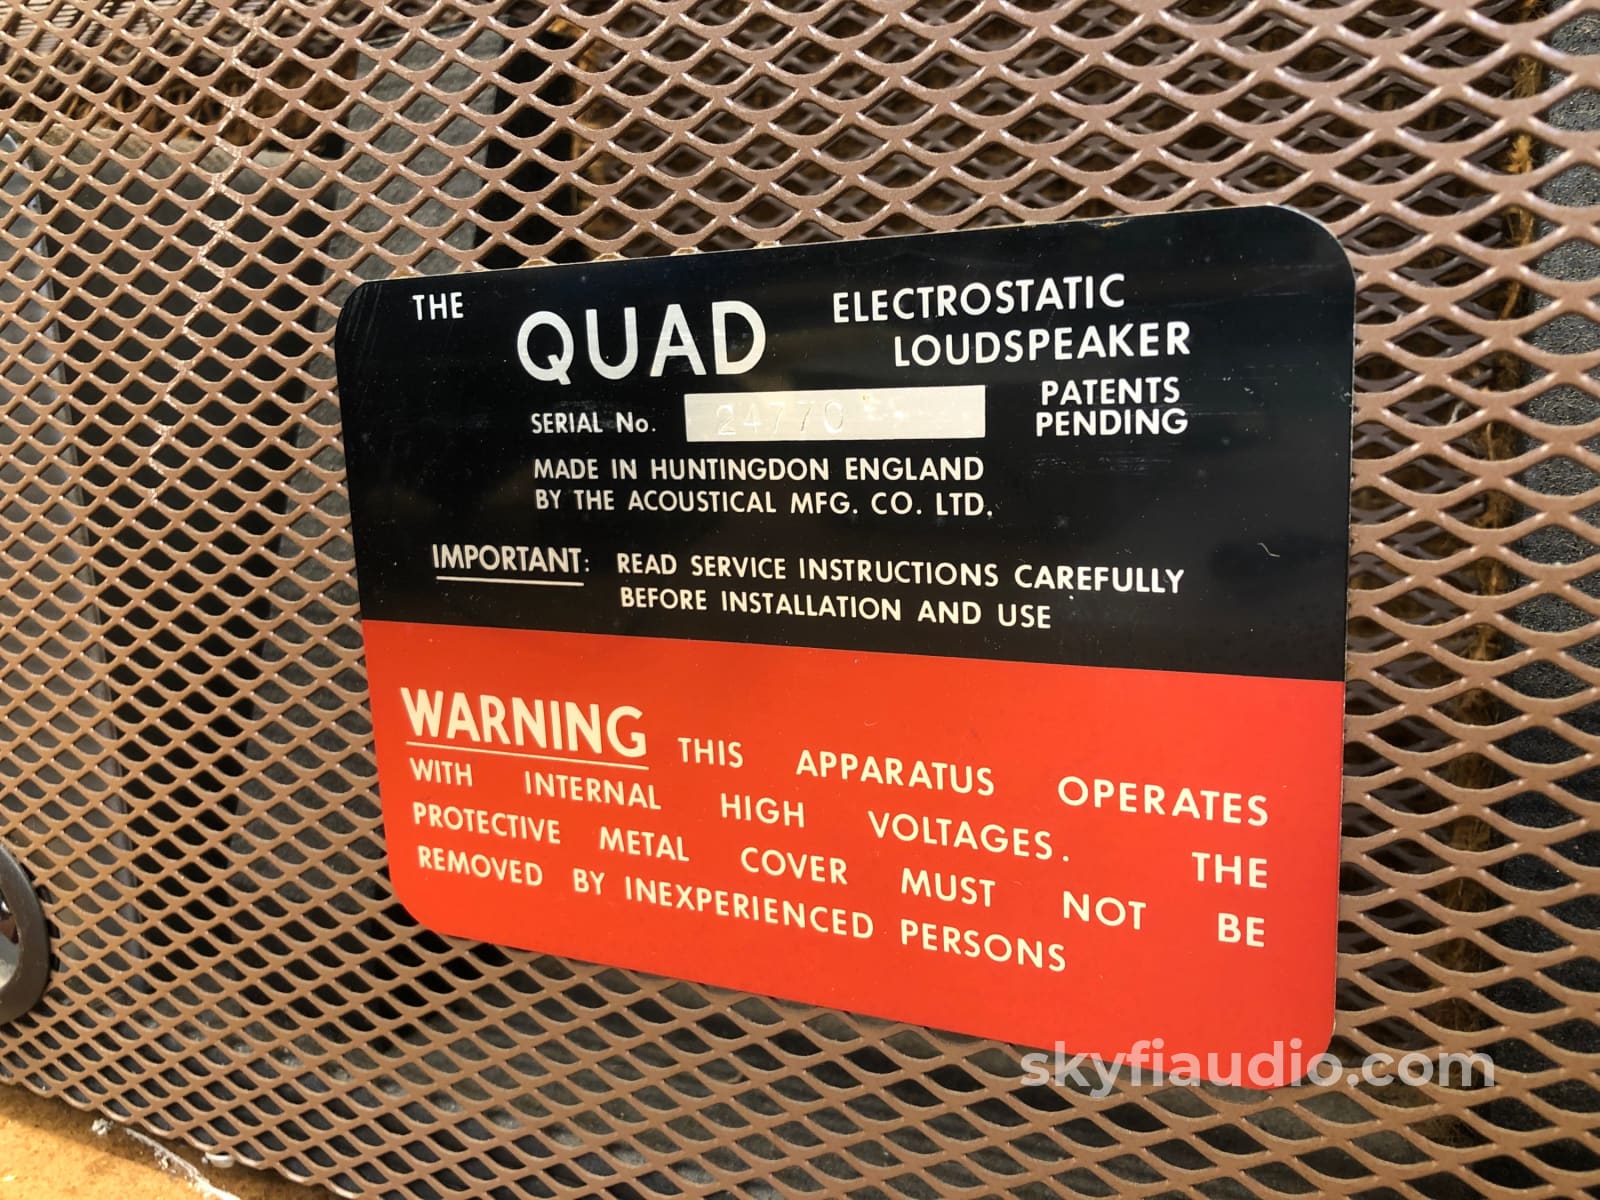 THE QUAD ELECTROSTATIC
LOUDSPEAKER
SERIAL No. 24770
PATENTS
PENDING
MADE IN HUNTINGDON ENGLAND
BY THE ACOUSTICAL MFG. CO. LTD.
IMPORTANT: READ SERVICE INSTRUCTIONS CAREFULLY
BEFORE INSTALLATION AND USE
WARNING THIS APPARATUS OPERATES
WITH INTERNAL HIGH VOLTAGES. THE
PROTECTIVE METAL COVER MUST NOT BE
REMOVED BY INEXPERIENCED PERSONS
skyfiaudio.com